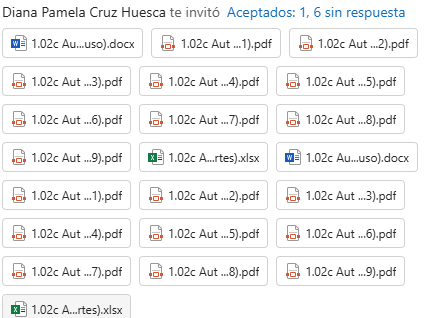 Diana Pamela Cruz Huesca te invitó Aceptados: 1, 6 sin respuesta
1.02c Au...uso).docx 1.02c Aut ...1).pdf 1.02c Aut ...2).pdf
1.02c Aut ...3).pdf 1.02c Aut ...4).pdf 1.02c Aut ...5).pdf
1.02c Aut ...6).pdf 1.02c Aut ...7).pdf 1.02c Aut ...8).pdf
1.02c Aut ...9).pdf 1.02c A...rtes).xlsx 1.02c Au...uso).docx
1.02c Aut ...1).pdf 1.02c Aut ...2).pdf 1.02c Aut ...3).pdf
1.02c Aut ...4).pdf 1.02c Aut ...5).pdf 1.02c Aut ...6).pdf
1.02c Aut ...7).pdf 1.02c Aut ...8).pdf 1.02c Aut ...9).pdf
1.02c A...rtes).xlsx